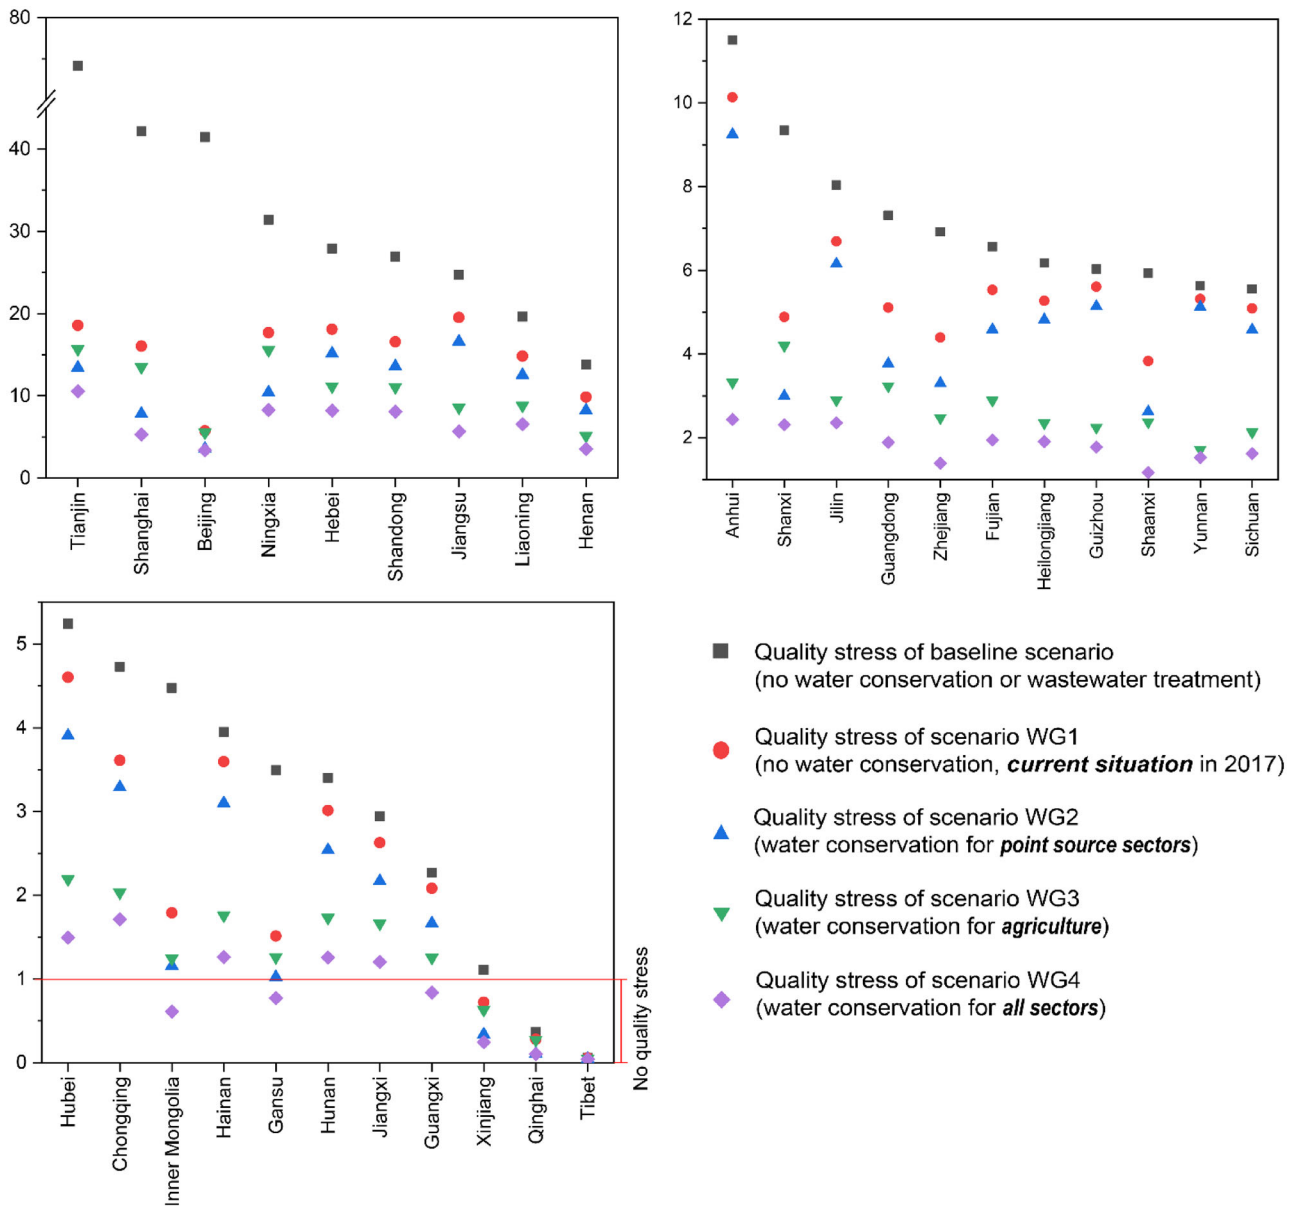 80
40
30
20
10
0
Tianjin
Shanghai
Beijing
Ningxia
Hebei
Shandong
Jiangsu
Liaoning
Henan
12
10
8
6
4
2
Anhui
Shanxi
Jilin
Guangdong
Zhejiang
Fujian
Heilongjiang
Guizhou
Shaanxi
Yunnan
Sichuan
5
4
3
2
1
0
No quality stress
Hubei
Chongqing
Inner Mongolia
Hainan
Gansu
Hunan
Jiangxi
Guangxi
Xinjiang
Qinghai
Tibet
Quality stress of baseline scenario
(no water conservation or wastewater treatment)
Quality stress of scenario WG1
(no water conservation, current situation in 2017)
Quality stress of scenario WG2
(water conservation for point source sectors)
Quality stress of scenario WG3
(water conservation for agriculture)
Quality stress of scenario WG4
(water conservation for all sectors)